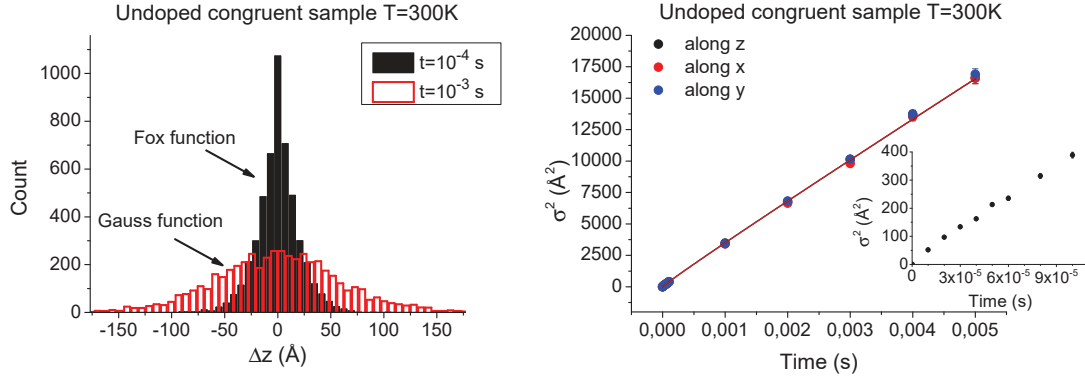 Undoped congruent sample T=300K
t=10⁻⁴ s
t=10⁻³ s
Fox function
Gauss function
Count
1000
800
600
400
200
0
-150
-100
-50
0
50
100
150
Δz (Å)
Undoped congruent sample T=300K
along z
along x
along y
σ² (Å²)
17500
15000
12500
10000
7500
5000
2500
0
0,000
0,001
0,002
0,003
0,004
0,005
Time (s)
σ² (Å²)
400
300
200
100
0
0
3x10⁻⁵
6x10⁻⁵
9x10⁻⁵
Time (s)